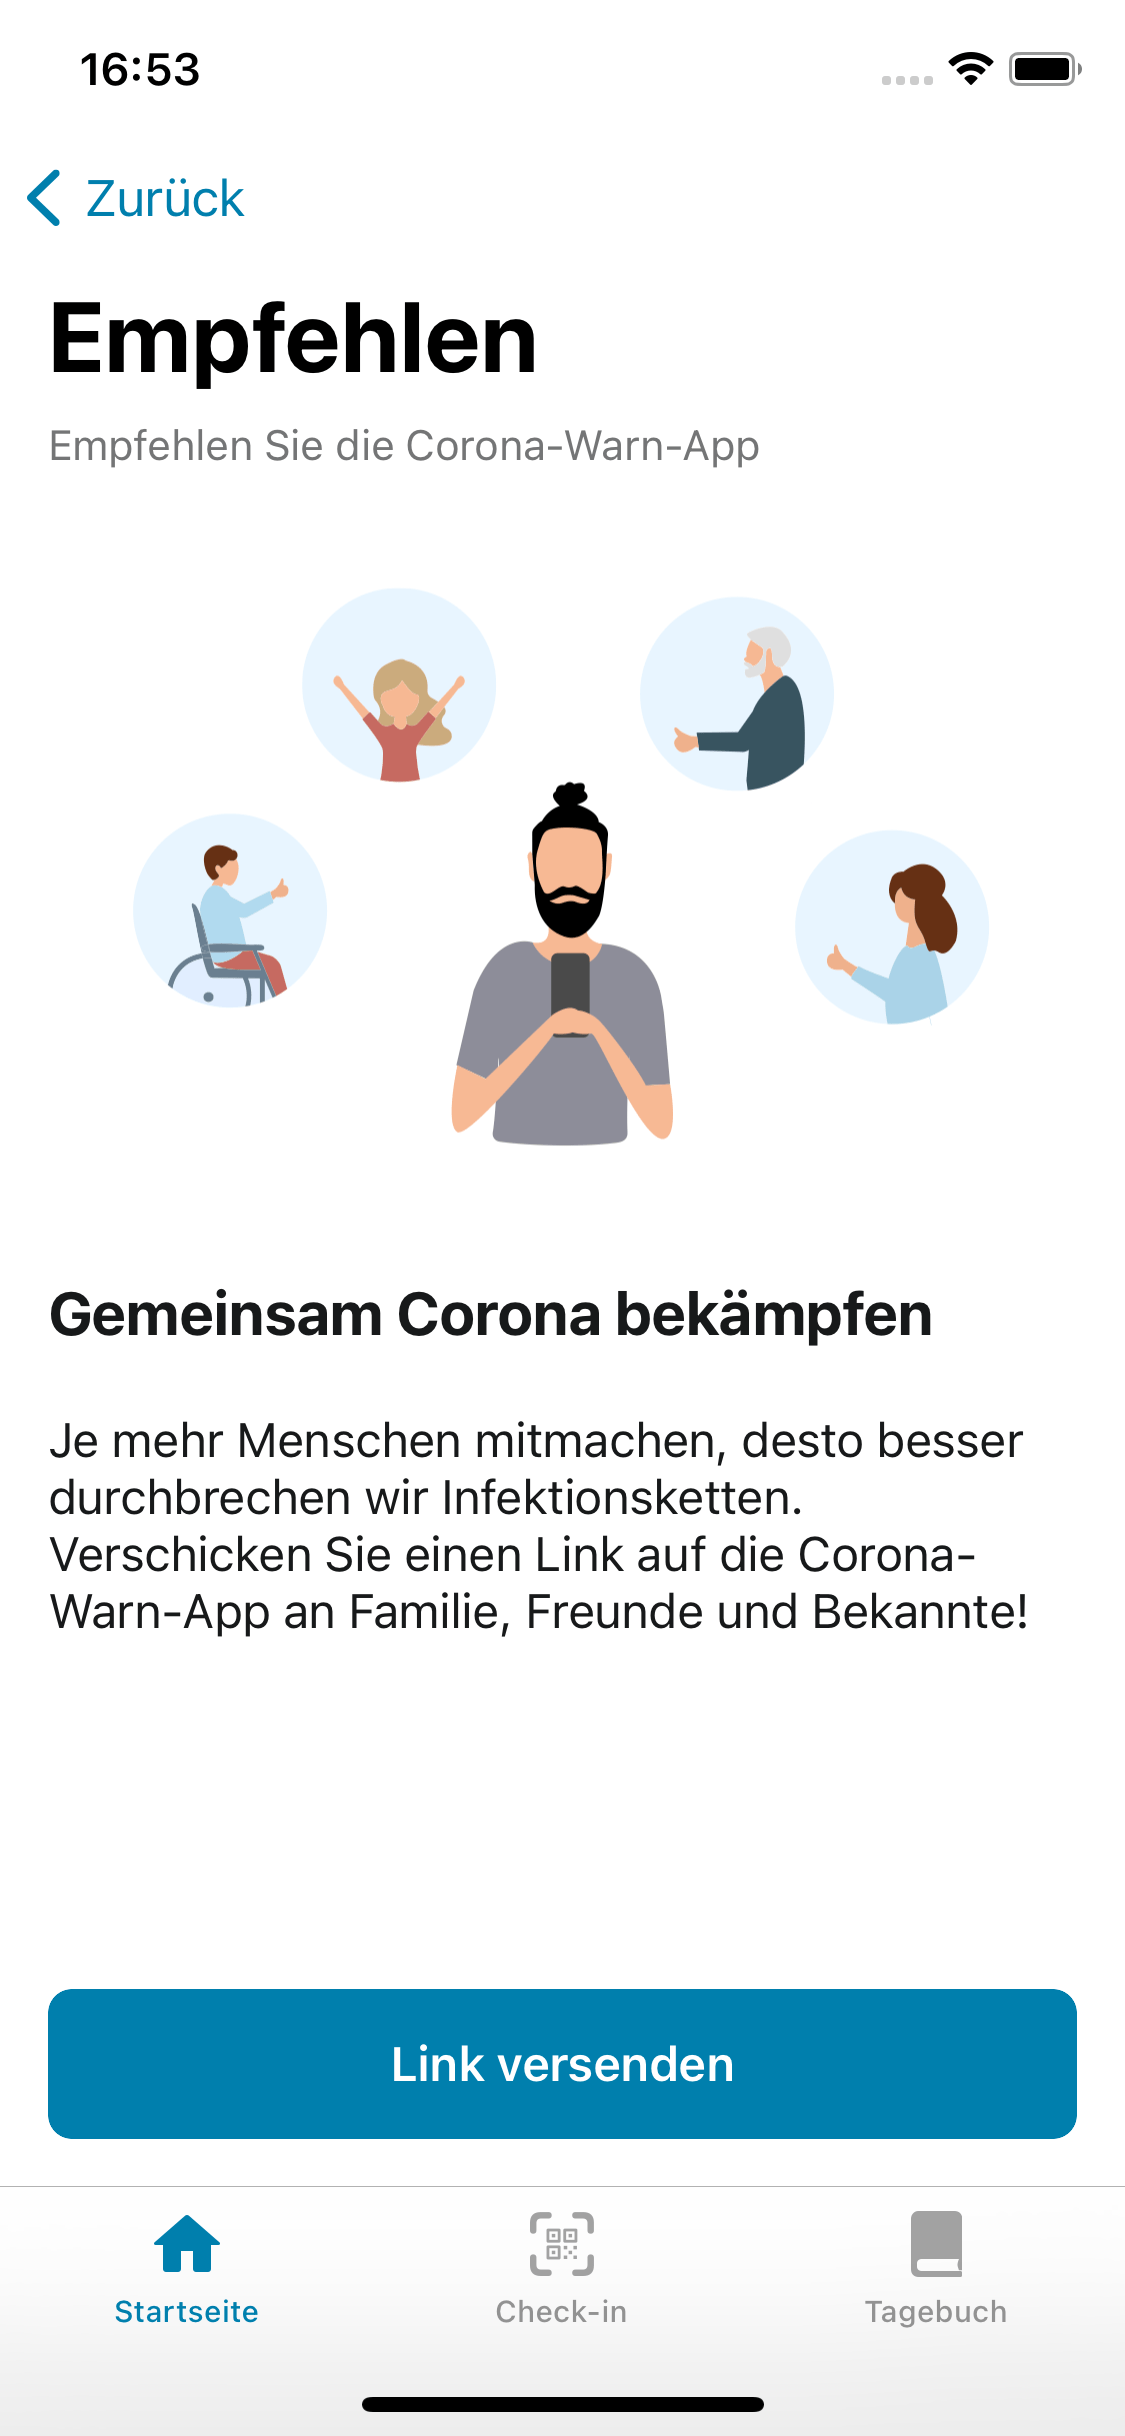 16:53
Zurück
Empfehlen
Empfehlen Sie die Corona-Warn-App
Gemeinsam Corona bekämpfen
Je mehr Menschen mitmachen, desto besser
durchbrechen wir Infektionsketten.
Verschicken Sie einen Link auf die Corona-
Warn-App an Familie, Freunde und Bekannte!
Link versenden
Startseite
Check-in
Tagebuch